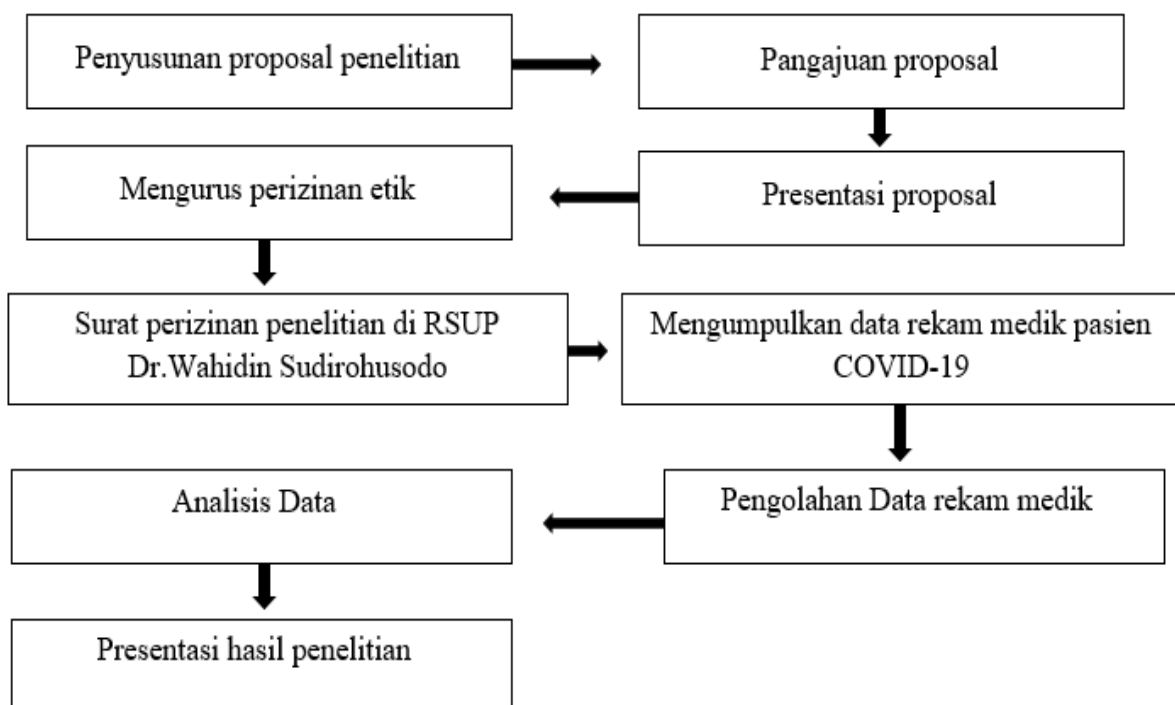 Penyusunan proposal penelitian
Pangajuan proposal
Presentasi proposal
Mengurus perizinan etik
Surat perizinan penelitian di RSUP
Dr.Wahidin Sudirohusodo
Mengumpulkan data rekam medik pasien
COVID-19
Pengolahan Data rekam medik
Analisis Data
Presentasi hasil penelitian